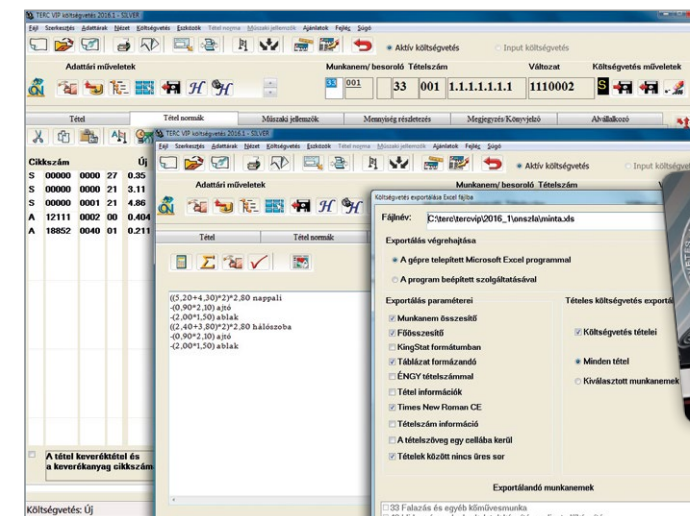 TERC VIP költségvetés 2016.1 - SILVER
Fájl Szerkesztés Adattárak Nézet Költségvetés Eszközök Tétel norma Műszaki jellemzők Ajánlatok Fejléc Súgó
Aktív költségvetés Input költségvetés
Adattári műveletek Munkanem/ besoroló Tételszám Változat Költségvetés műveletek
33 001 33 001 1.1.1.1.1.1 1110002
Tétel Tétel normák Műszaki jellemzők Mennyiség részletezés Megjegyzés/Könyvjelző Alvállalkozó
Cikkszám Új
S 00000 0000 27 0.35
S 00000 0000 21 3.11
S 00000 0001 21 4.86
A 12111 0002 00 0.404
A 18852 0040 01 0.211
A tétel keveréktétel és
a keverékanyag cikkszám
Költségvetés: Új
TERC VIP költségvetés 2016.1 - SILVER
Fájl Szerkesztés Adattárak Nézet Költségvetés Eszközök Tétel norma Műszaki jellemzők Ajánlatok Fejléc Súgó
Aktív költségvetés Input költségvet
Adattári műveletek Munkanem/ besoroló Tételszám V
Tétel Tétel normák
((5,20+4,30)*2)*2,80 nappali
-(0,90*2,10) ajtó
-(2,00*1,50) ablak
((2,40+3,80)*2)*2,80 hálószoba
-(0,90*2,10) ajtó
-(2,00*1,50) ablak
Költségvetés exportálása Excel fájlba
Fájlnév: C:\terc\tercvip\2016_1\onszla\minta.xls
Exportálás végrehajtása
A gépre telepített Microsoft Excel programmal
A program beépített szolgáltatásával
Exportálás paraméterei Tételes költségvetés exportá
Munkanem összesítő
Főösszesítő
KingStat formátumban
Táblázat formázandó
ÉNGY tételszámmal
Tétel információk
Times New Roman CE
Tételszám információ
A tételszöveg egy cellába kerül
Tételek között nincs üres sor
Költségvetés tételei
Minden tétel
Kiválasztott munkanemek
Exportálandó munkanemek
33 Falazás és egyéb kőművesmunka